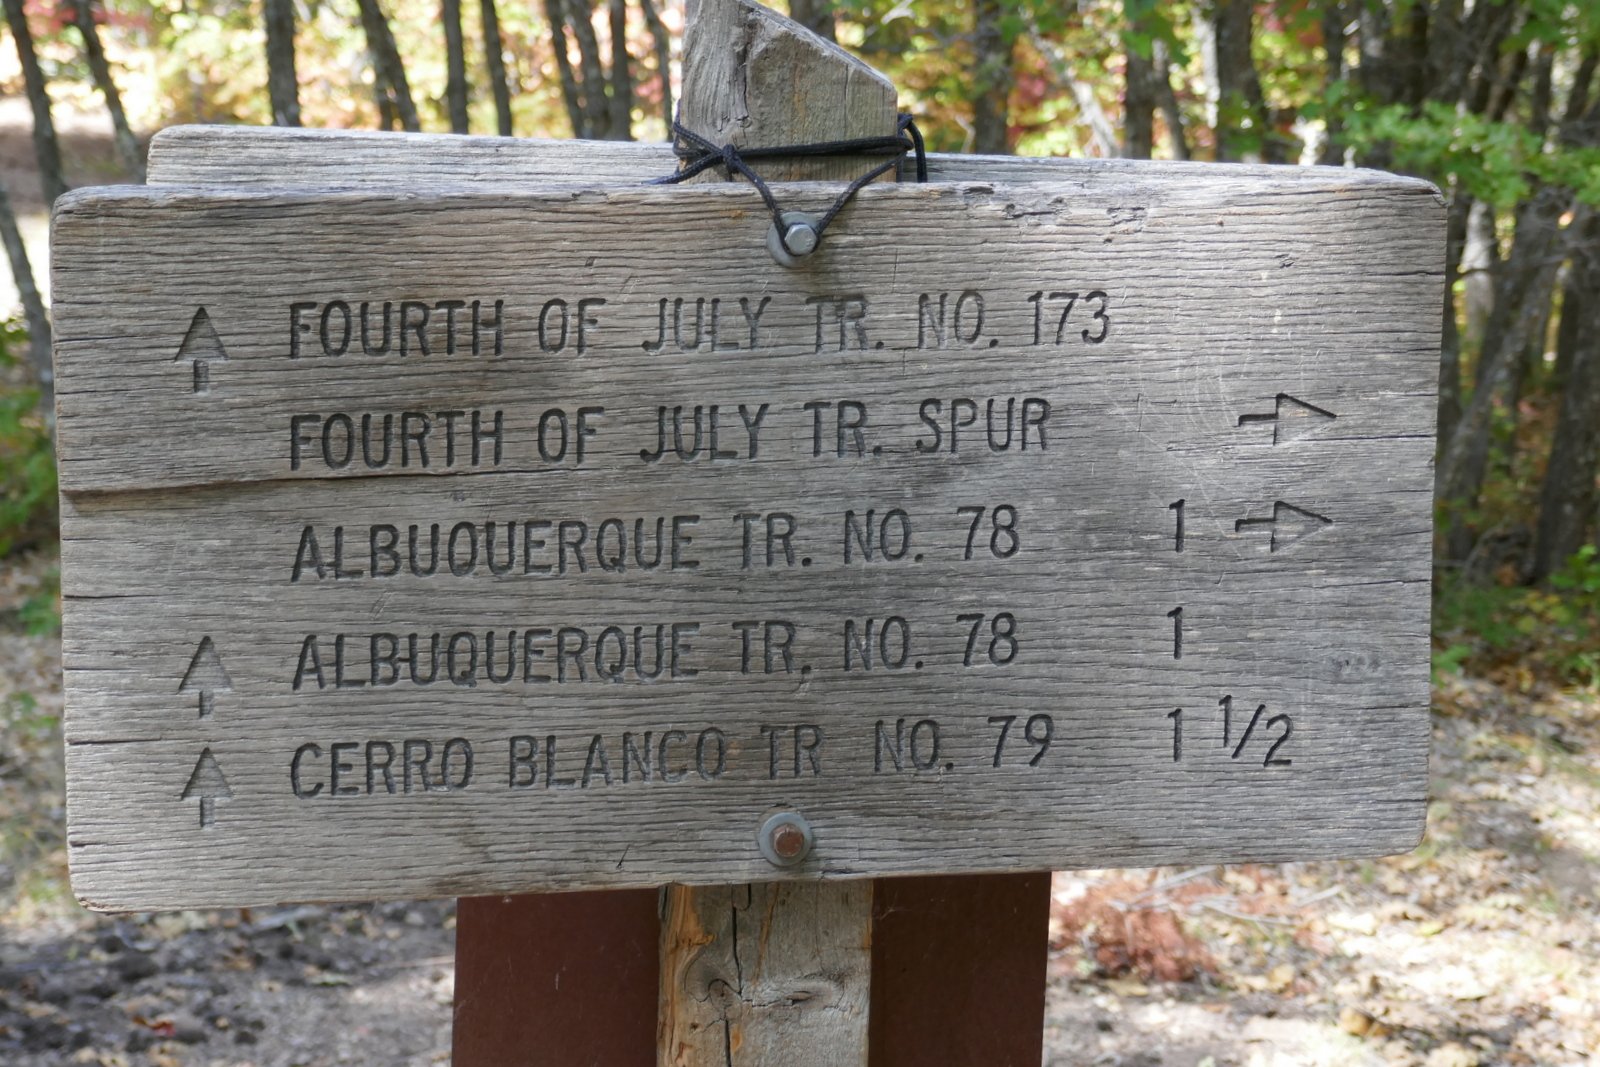 FOURTH OF JULY TR. NO. 173
FOURTH OF JULY TR. SPUR
ALBUQUERQUE TR. NO. 78 1
ALBUQUERQUE TR. NO. 78 1
CERRO BLANCO TR NO. 79 1 1/2